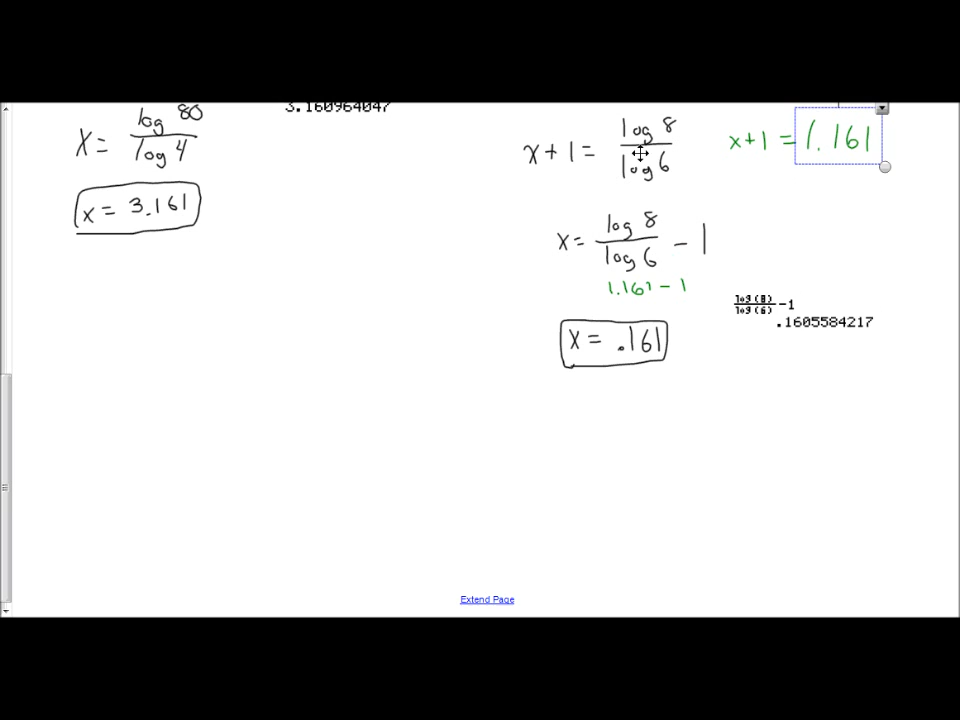 3.160964047
x = log 80 / log 4
x = 3.161
x + 1 = log 8 / log 6
x + 1 = 1.161
x = log 8 / log 6 - 1
1.161 - 1
x = .161
log(8) / log(6) -1
.1605584217
Extend Page